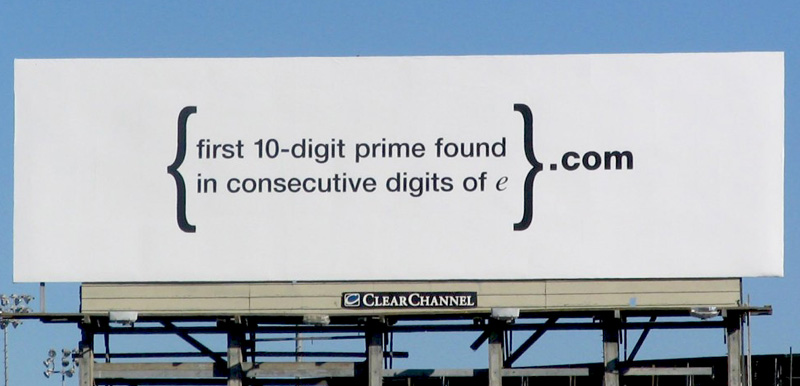 {first 10-digit prime found
in consecutive digits of e}.com
CLEARCHANNEL